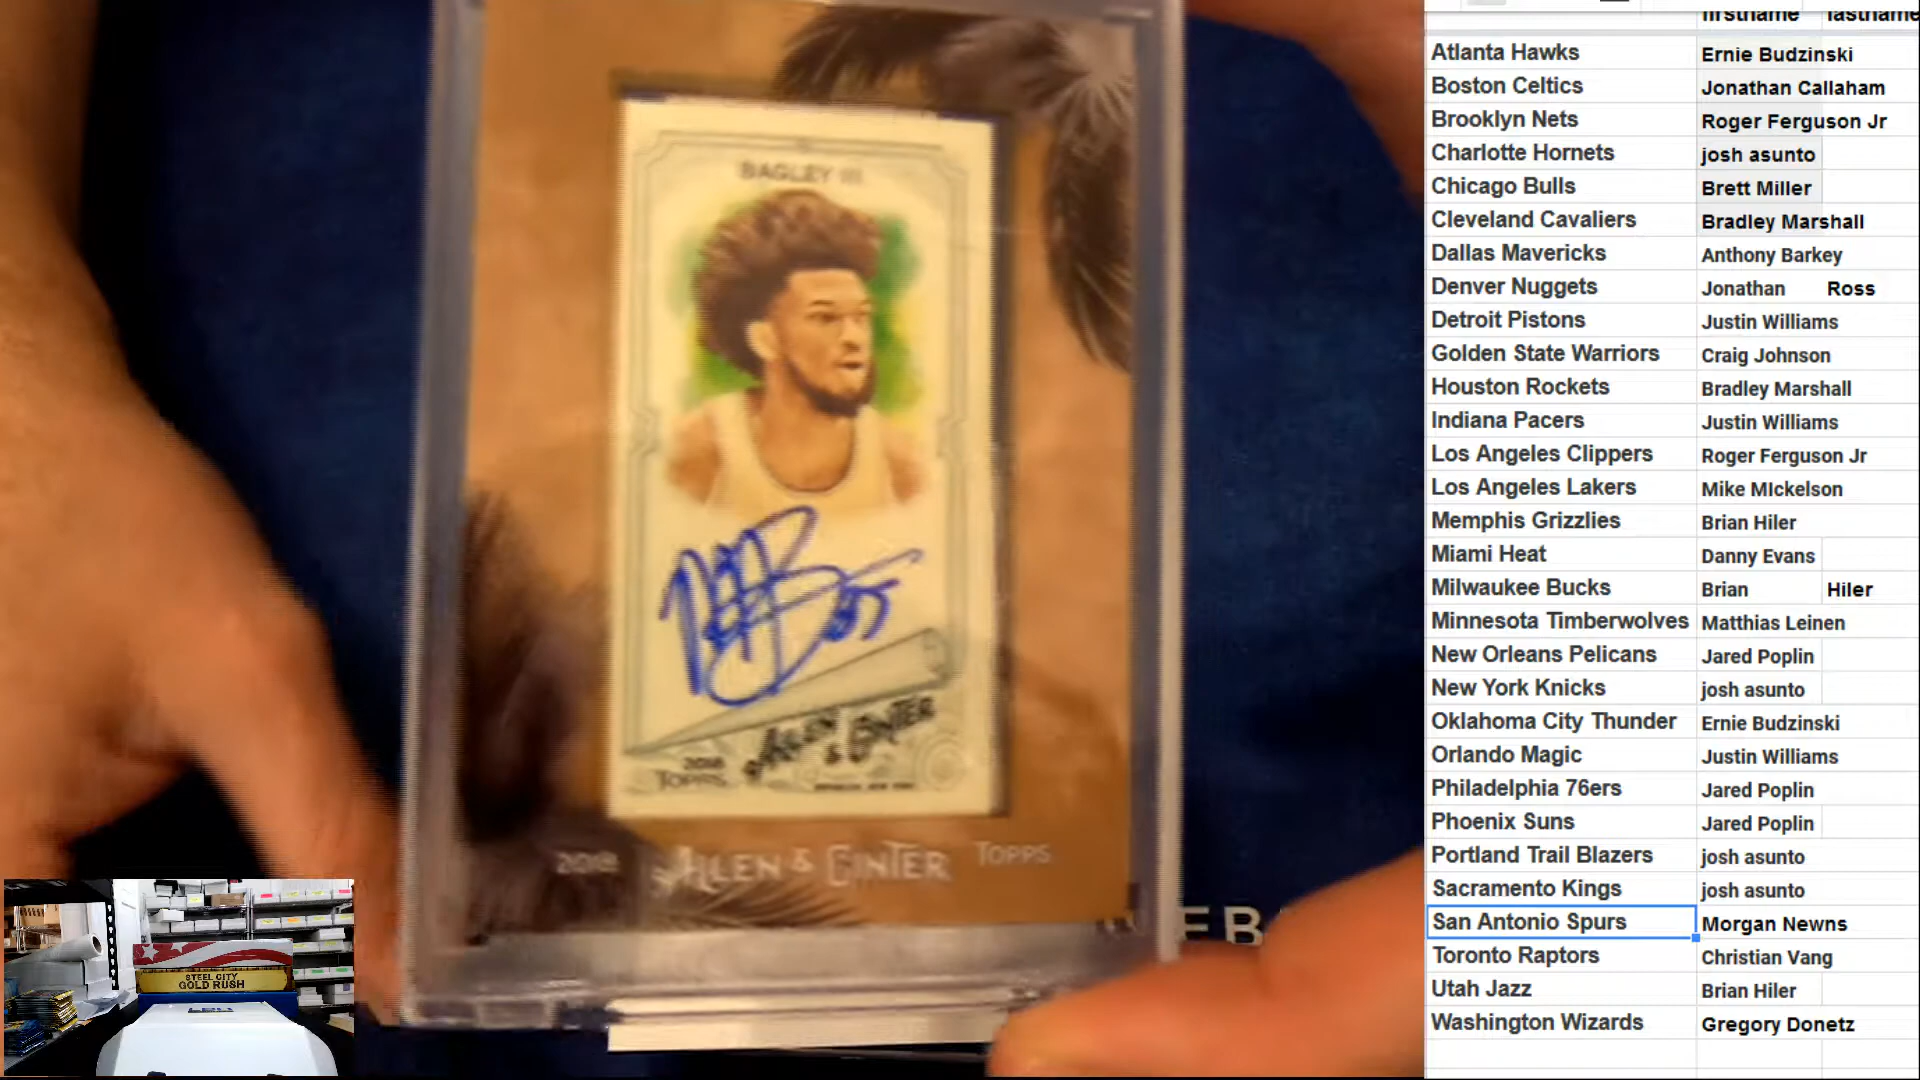 BAGLEY III
2018
TOPPS
ALLEN
& GINTER
2018 ALLEN & GINTER TOPPS
STEEL CITY
GOLD RUSH
firstname lastname
Atlanta Hawks Ernie Budzinski
Boston Celtics Jonathan Callaham
Brooklyn Nets Roger Ferguson Jr
Charlotte Hornets josh asunto
Chicago Bulls Brett Miller
Cleveland Cavaliers Bradley Marshall
Dallas Mavericks Anthony Barkey
Denver Nuggets Jonathan Ross
Detroit Pistons Justin Williams
Golden State Warriors Craig Johnson
Houston Rockets Bradley Marshall
Indiana Pacers Justin Williams
Los Angeles Clippers Roger Ferguson Jr
Los Angeles Lakers Mike MIckelson
Memphis Grizzlies Brian Hiler
Miami Heat Danny Evans
Milwaukee Bucks Brian Hiler
Minnesota Timberwolves Matthias Leinen
New Orleans Pelicans Jared Poplin
New York Knicks josh asunto
Oklahoma City Thunder Ernie Budzinski
Orlando Magic Justin Williams
Philadelphia 76ers Jared Poplin
Phoenix Suns Jared Poplin
Portland Trail Blazers josh asunto
Sacramento Kings josh asunto
San Antonio Spurs Morgan Newns
Toronto Raptors Christian Vang
Utah Jazz Brian Hiler
Washington Wizards Gregory Donetz